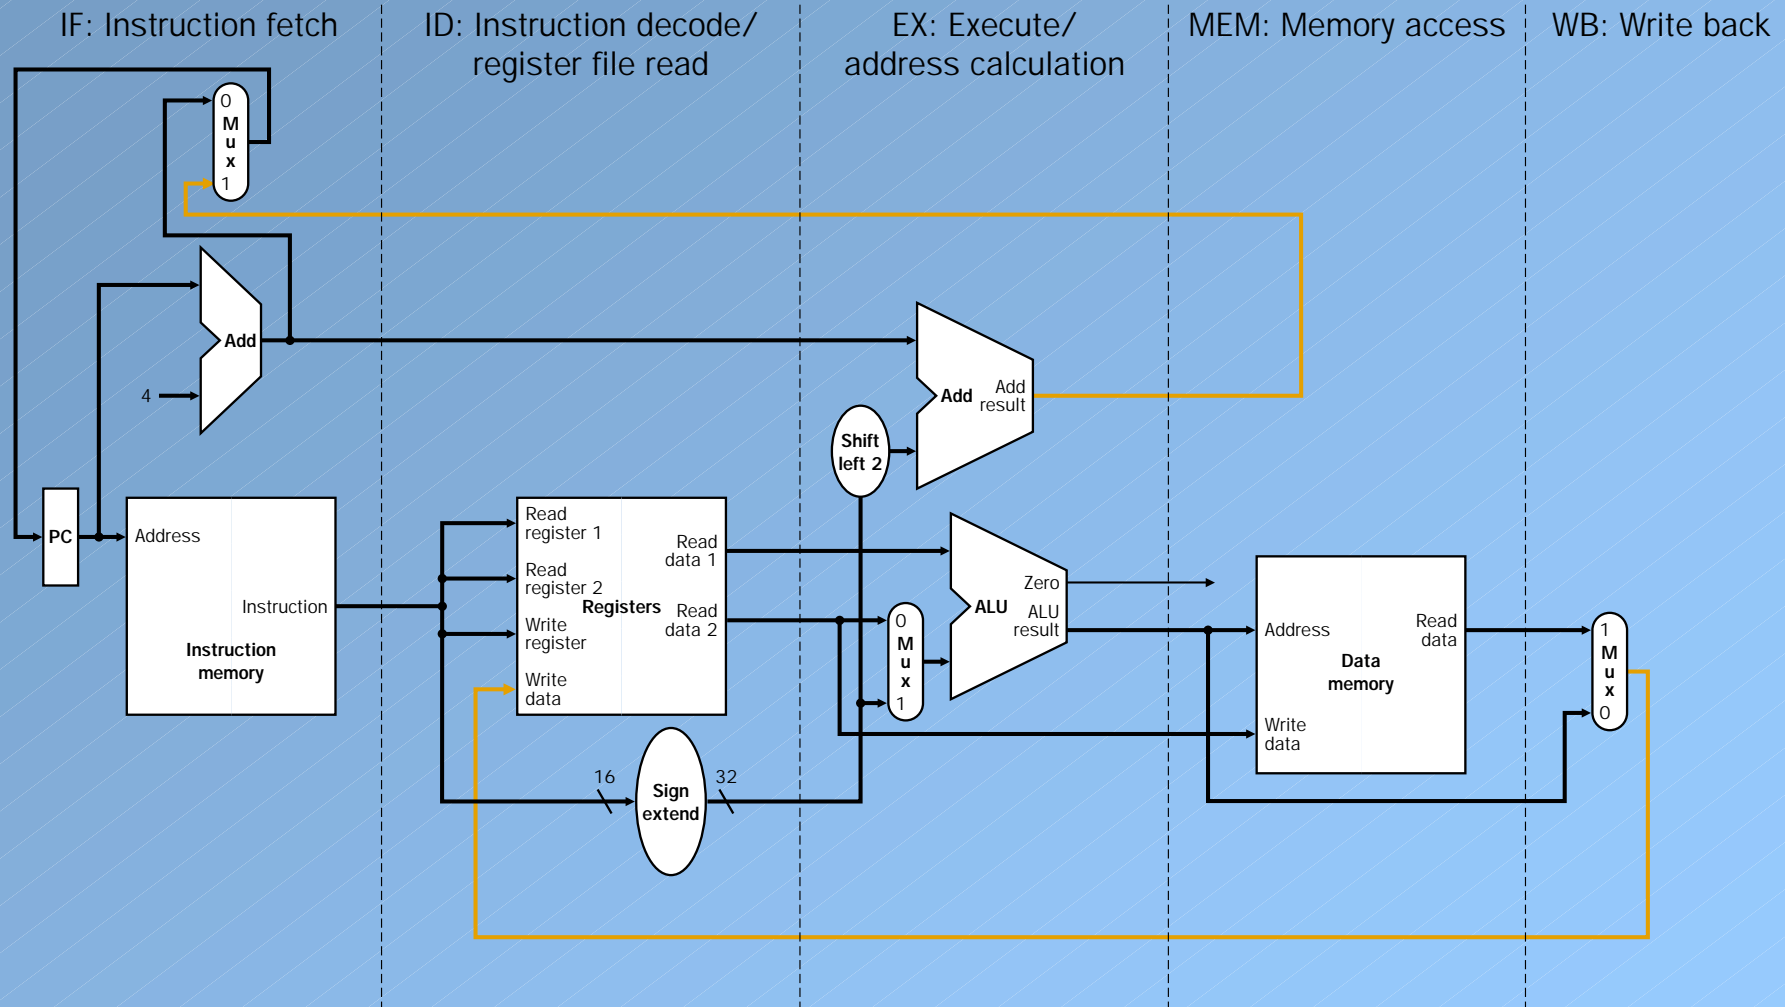 IF: Instruction fetch
ID: Instruction decode/
register file read
EX: Execute/
address calculation
MEM: Memory access
WB: Write back
0
M
u
x
1
Add
4
Add
Add
result
Shift
left 2
PC
Address
Instruction
Instruction
memory
Read
register 1
Read
register 2
Write
register
Write
data
Registers
Read
data 1
Read
data 2
16
Sign
extend
32
0
M
u
x
1
Zero
ALU
ALU
result
Address
Read
data
Data
memory
Write
data
1
M
u
x
0